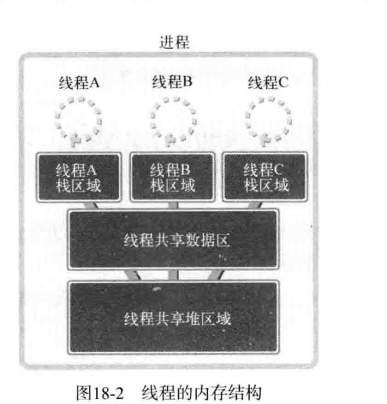 进程
线程A 线程B 线程C
线程A 线程B 线程C
栈区域 栈区域 栈区域
线程共享数据区
线程共享堆区域
图18-2 线程的内存结构